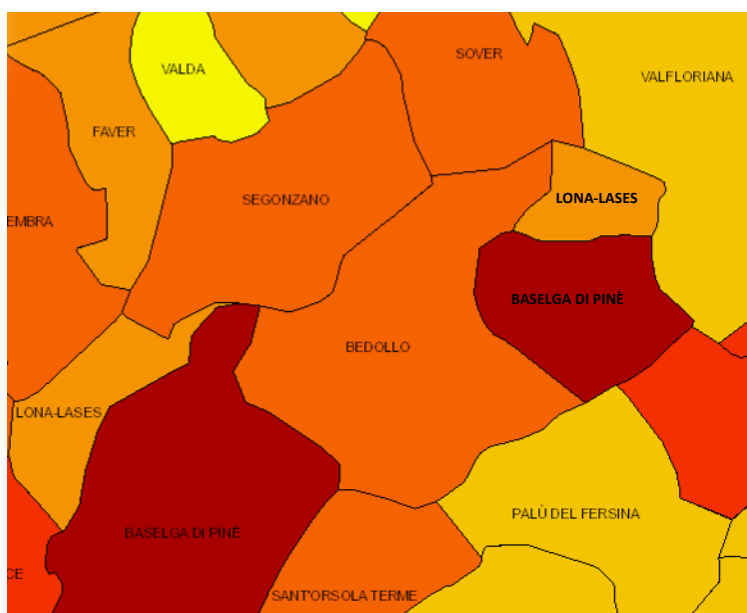 SOVER
VALDA
VALFLORIANA
FAVER
LONA-LASES
SEGONZANO
EMBRA
BASELGA DI PINÈ
BEDOLLO
LONA-LASES
PALÙ DEL FERSINA
BASELGA DI PINÈ
CE
SANT'ORSOLA TERME